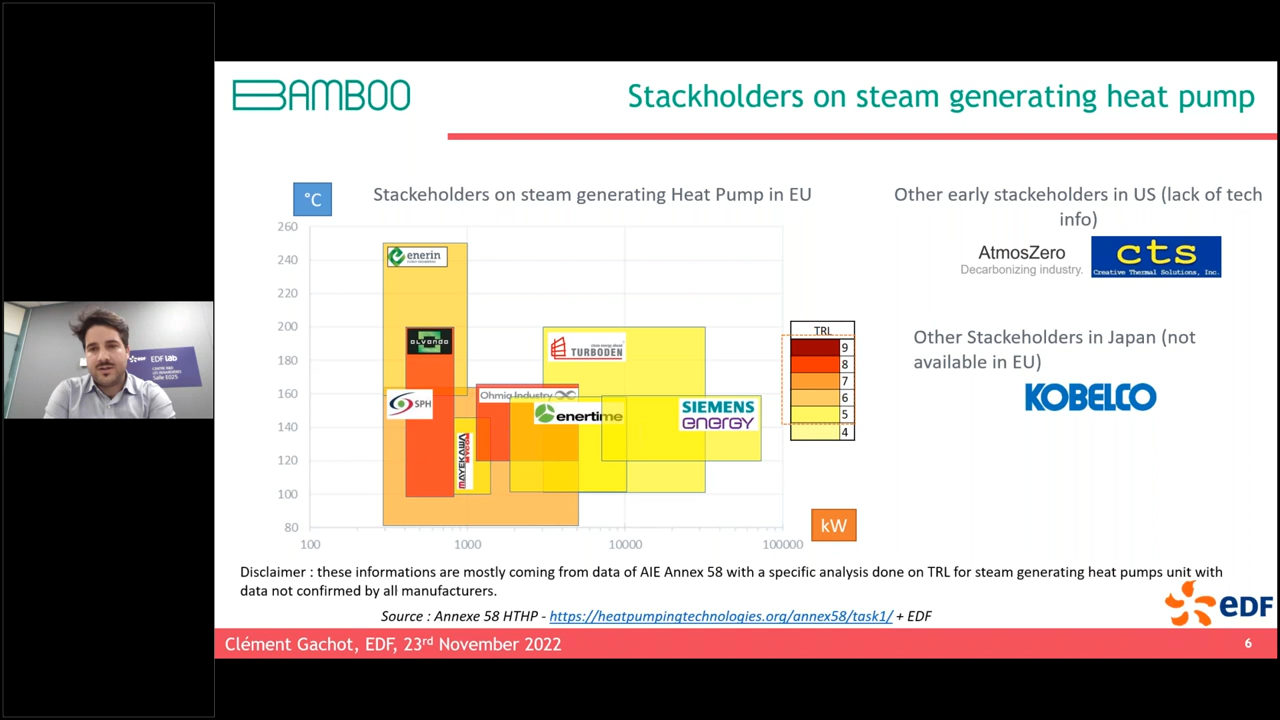 BAMBOO
Stackholders on steam generating heat pump
°C
Stackeholders on steam generating Heat Pump in EU
Other early stackeholders in US (lack of tech
info)
260
240
220
200
180
160
140
120
100
80
100
1000
10000
100000
kW
enerin
OLVONDO
SPH
MAYEKAWA
MYCOM
Ohmia Industry
TURBODEN
enertime
SIEMENS
energy
TRL
9
8
7
6
5
4
AtmosZero
Decarbonizing industry.
cts
Creative Thermal Solutions, Inc.
Other Stackeholders in Japan (not
available in EU)
KOBELCO
EDF lab
Disclaimer : these informations are mostly coming from data of AIE Annex 58 with a specific analysis done on TRL for steam generating heat pumps unit with
data not confirmed by all manufacturers.
Source : Annexe 58 HTHP - https://heatpumpingtechnologies.org/annex58/task1/ + EDF
edf
Clément Gachot, EDF, 23rd November 2022
6